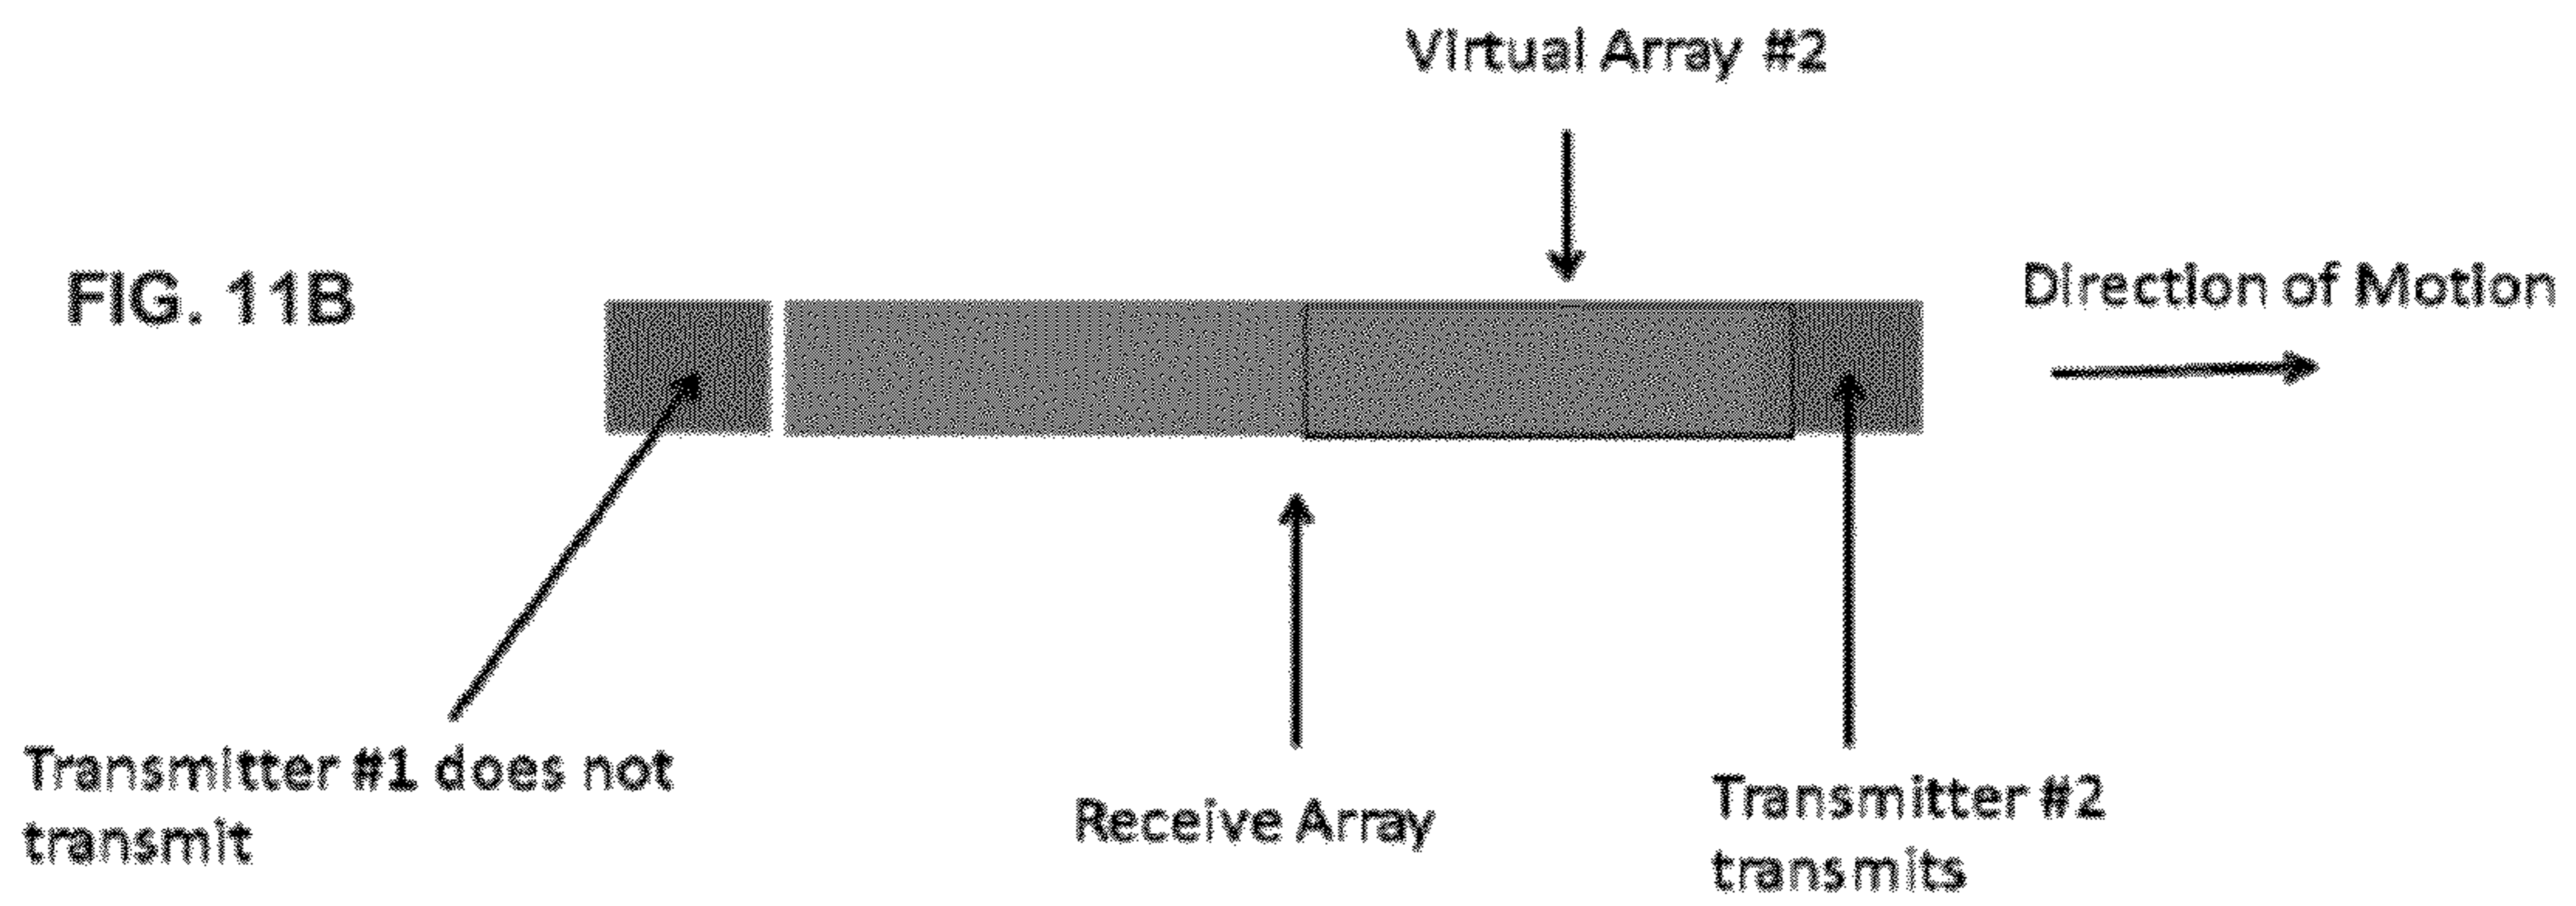 Virtual Array #2
FIG. 11B
Direction of Motion
Transmitter #1 does not
transmit
Receive Array
Transmitter #2
transmits